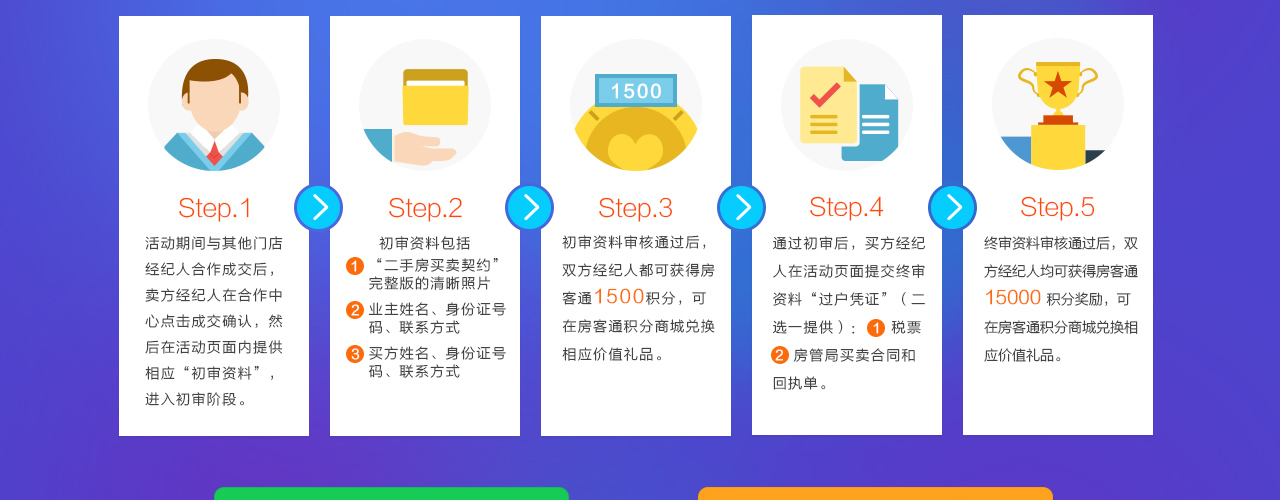 Step.1
活动期间与其他门店
经纪人合作成交后，
卖方经纪人在合作中
心点击成交确认，然
后在活动页面内提供
相应“初审资料”，
进入初审阶段。
Step.2
初审资料包括
1 “二手房买卖契约”
完整版的清晰照片
2 业主姓名、身份证号
码、联系方式
3 买方姓名、身份证号
码、联系方式
1500
Step.3
初审资料审核通过后，
双方经纪人都可获得房
客通1500积分，可
在房客通积分商城兑换
相应价值礼品。
Step.4
通过初审后，买方经纪
人在活动页面提交终审
资料“过户凭证”（二
选一提供）：1 税票
2 房管局买卖合同和
回执单。
Step.5
终审资料审核通过后，双
方经纪人均可获得房客通
15000 积分奖励，可
在房客通积分商城兑换相
应价值礼品。